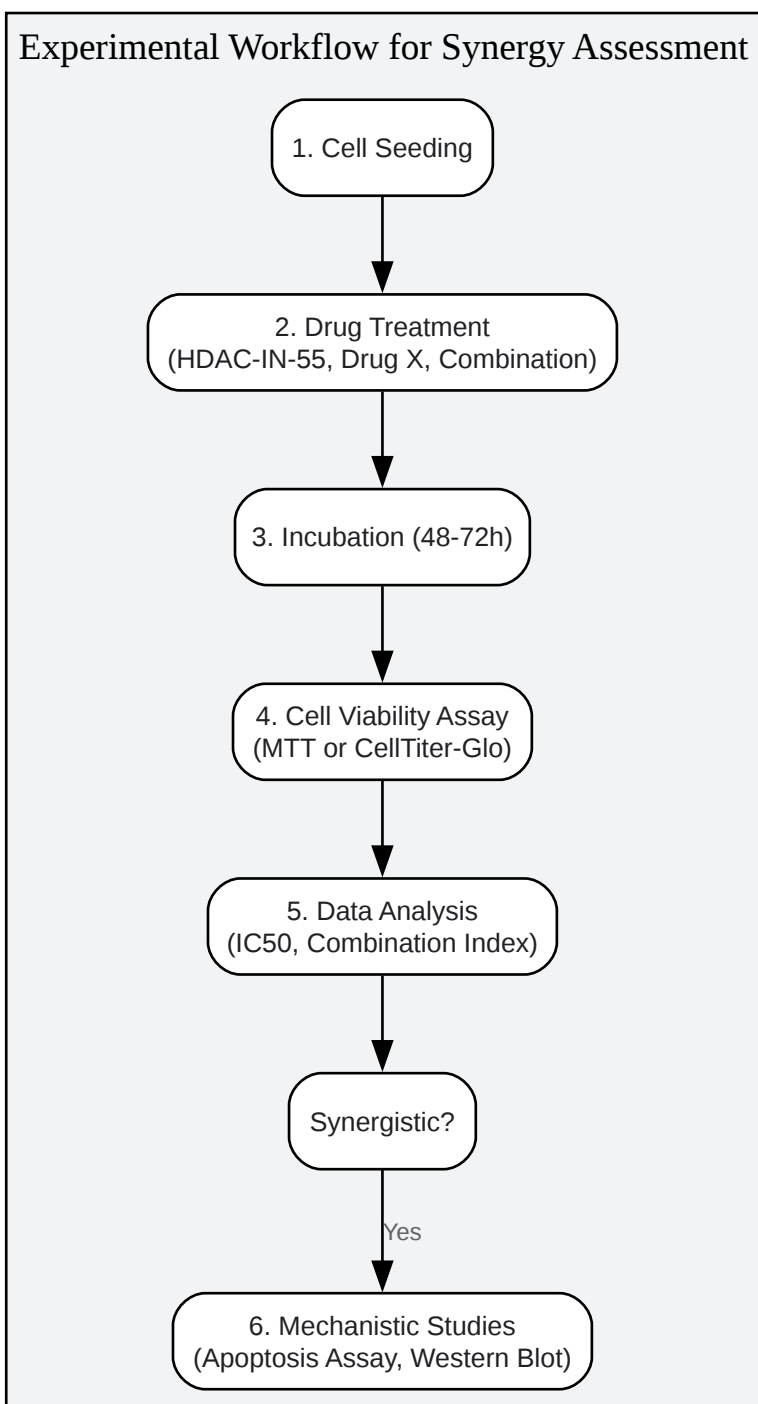 Experimental Workflow for Synergy Assessment
1. Cell Seeding
2. Drug Treatment
(HDAC-IN-55, Drug X, Combination)
3. Incubation (48-72h)
4. Cell Viability Assay
(MTT or CellTiter-Glo)
5. Data Analysis
(IC50, Combination Index)
Synergistic?
Yes
6. Mechanistic Studies
(Apoptosis Assay, Western Blot)